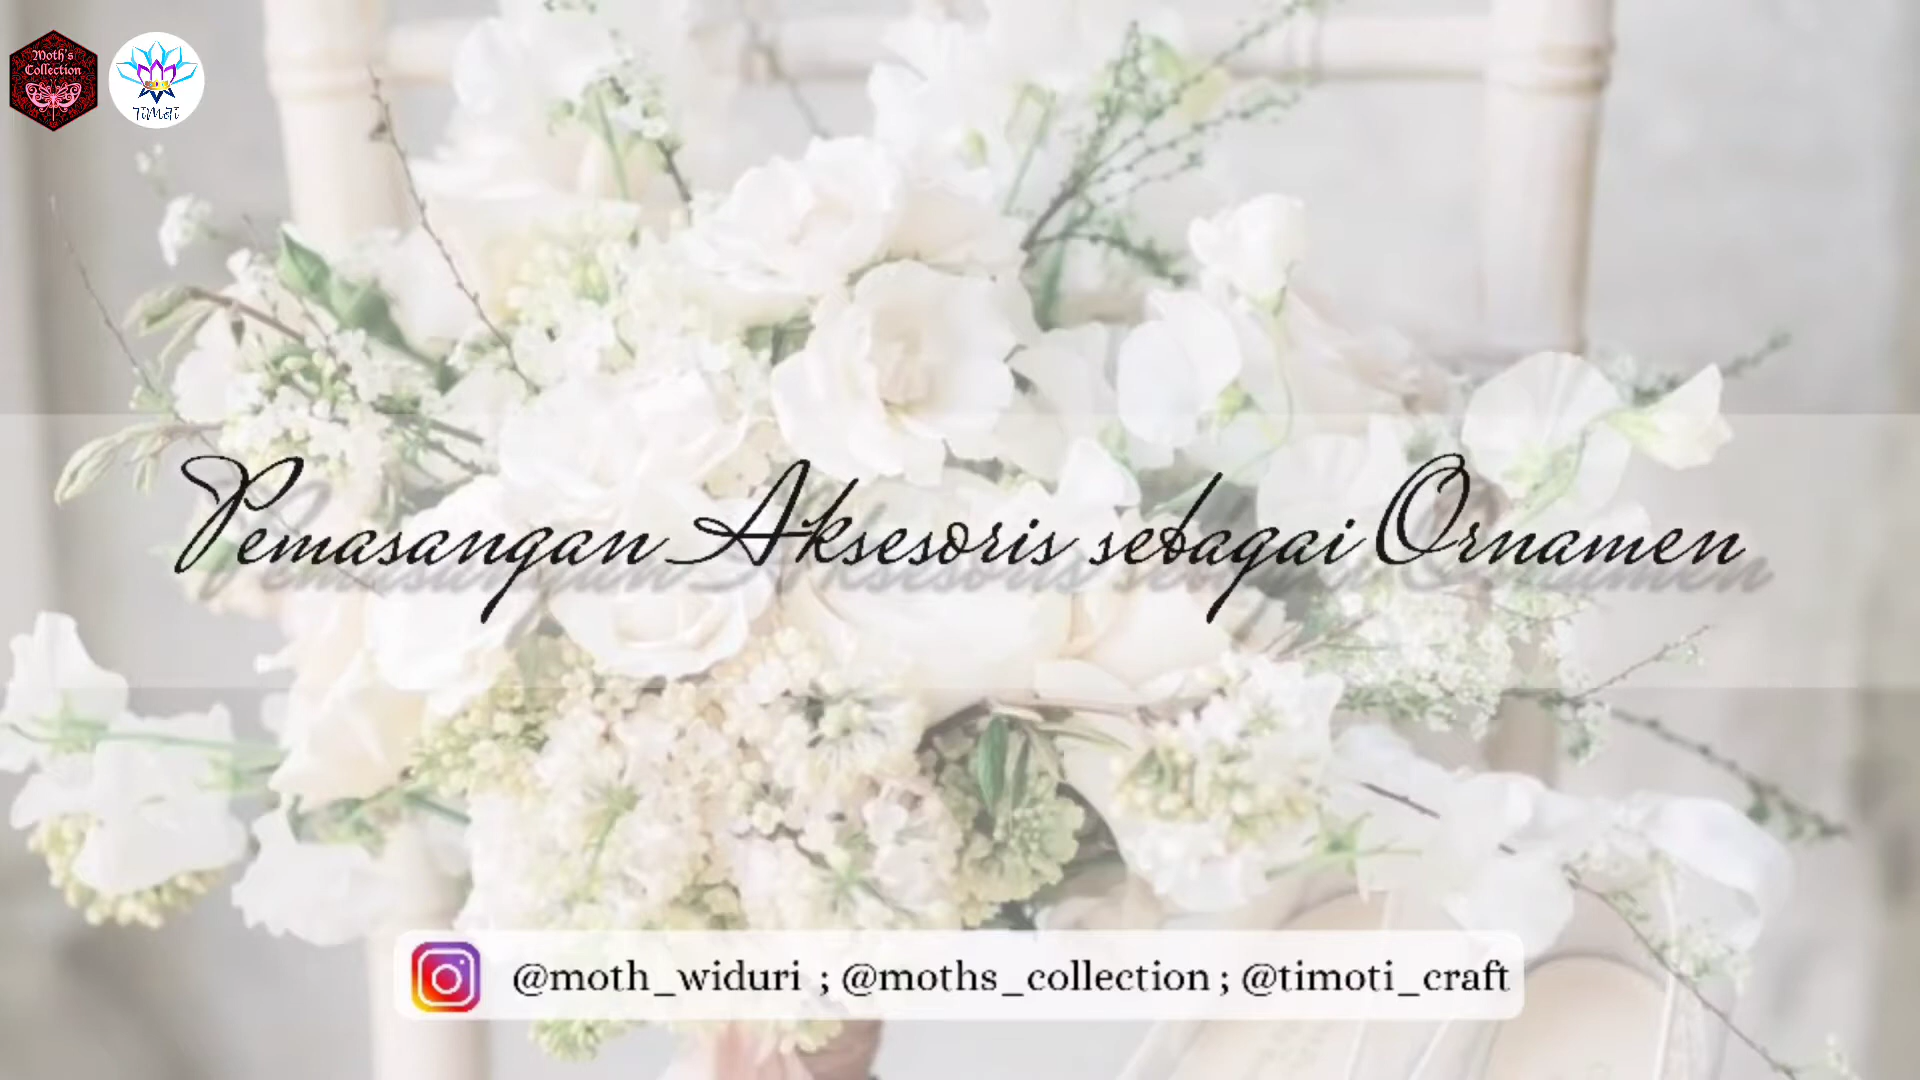 Moth's
Collection
TiMoTi
Pemasangan Aksesoris sebagai Ornamen
@moth_widuri ; @moths_collection ; @timoti_craft